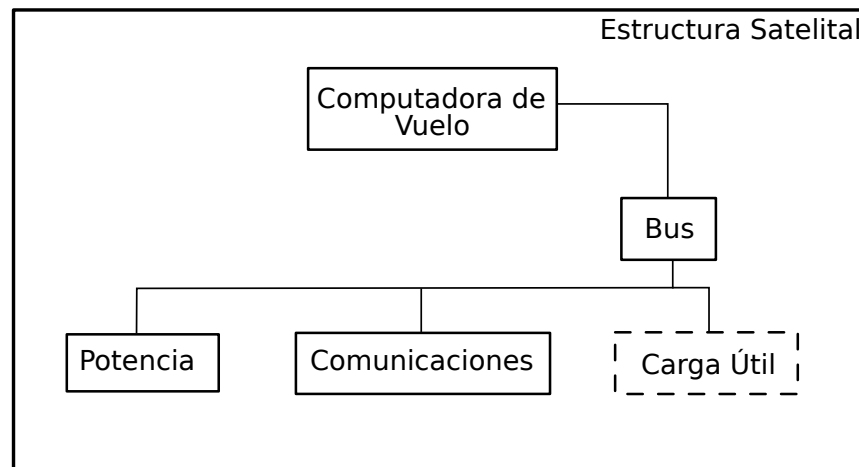 Estructura Satelital
Computadora de
Vuelo
Bus
Potencia
Comunicaciones
Carga Útil